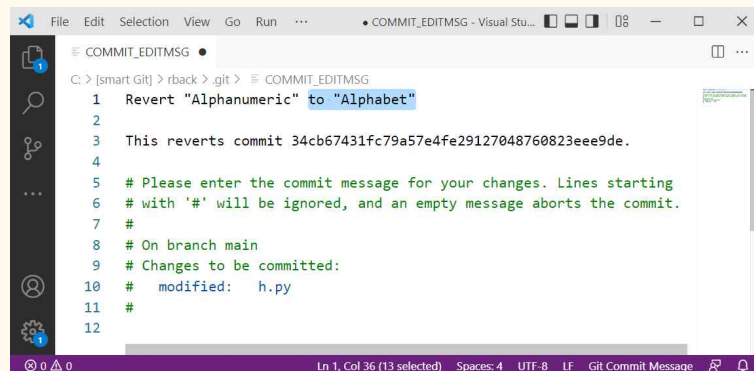 File Edit Selection View Go Run ··· ● COMMIT_EDITMSG - Visual Stu...
COMMIT_EDITMSG ●
C: > [smart Git] > rback > .git > COMMIT_EDITMSG
1 Revert "Alphanumeric" to "Alphabet"
2
3 This reverts commit 34cb67431fc79a57e4fe29127048760823eee9de.
4
5 # Please enter the commit message for your changes. Lines starting
6 # with '#' will be ignored, and an empty message aborts the commit.
7 #
8 # On branch main
9 # Changes to be committed:
10 # modified: h.py
11 #
12
1
1
0 0 Ln 1, Col 36 (13 selected) Spaces: 4 UTF-8 LF Git Commit Message